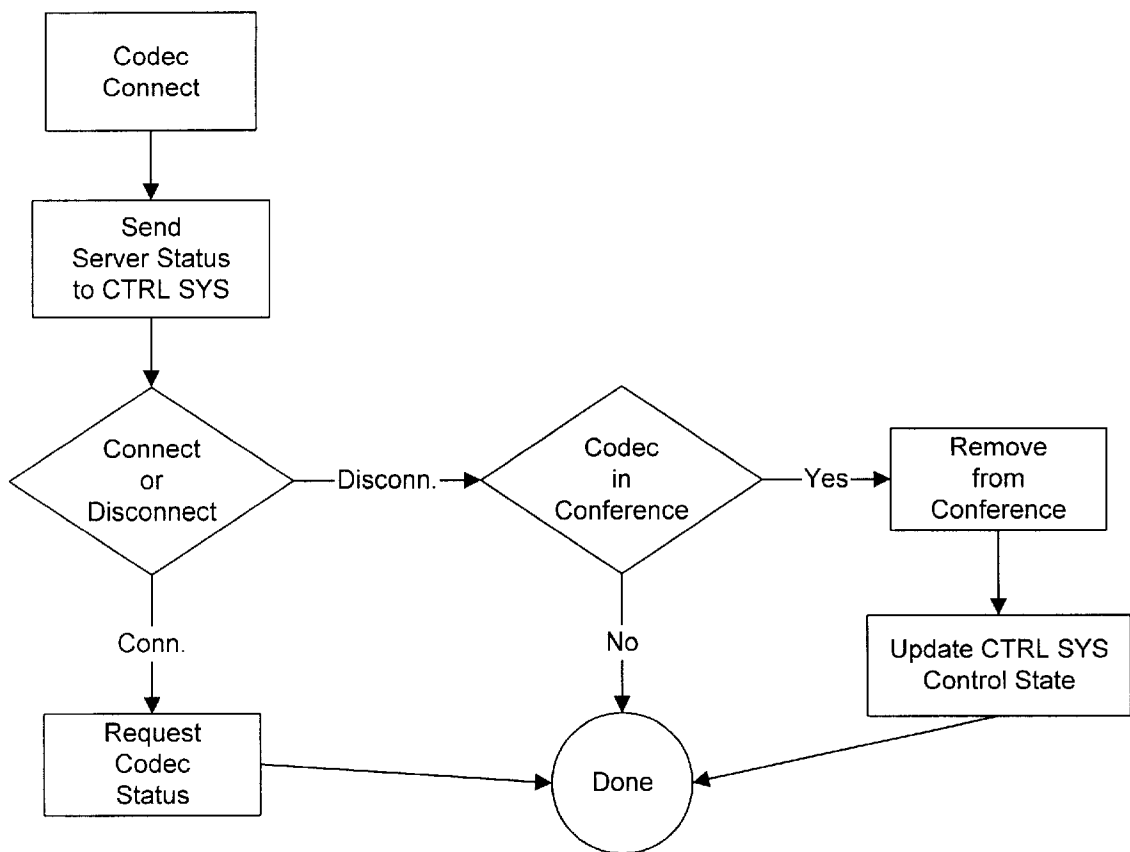 Codec
Connect
Send
Server Status
to CTRL SYS
Connect
or
Disconnect
Disconn.
Codec
in
Conference
Yes
Remove
from
Conference
Conn.
No
Update CTRL SYS
Control State
Request
Codec
Status
Done